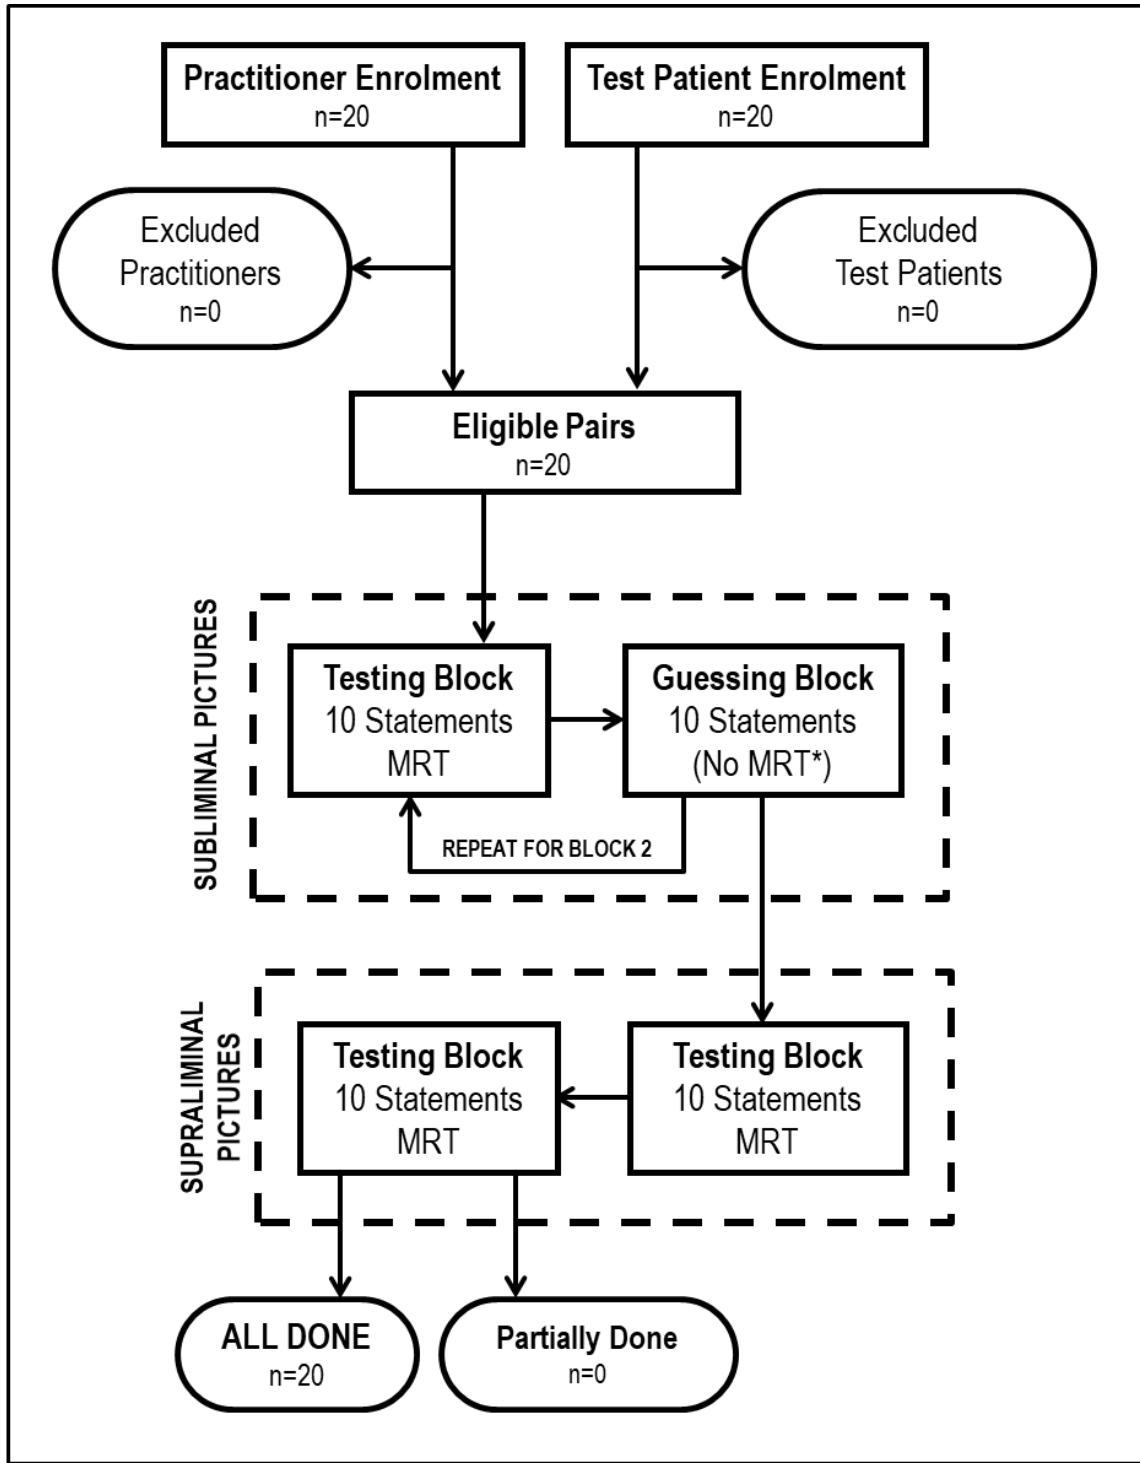 Practitioner Enrolment
n=20
Test Patient Enrolment
n=20
Excluded
Practitioners
n=0
Excluded
Test Patients
n=0
Eligible Pairs
n=20
SUBLIMINAL PICTURES
Testing Block
10 Statements
MRT
Guessing Block
10 Statements
(No MRT*)
REPEAT FOR BLOCK 2
SUPRALIMINAL
PICTURES
Testing Block
10 Statements
MRT
Testing Block
10 Statements
MRT
ALL DONE
n=20
Partially Done
n=0